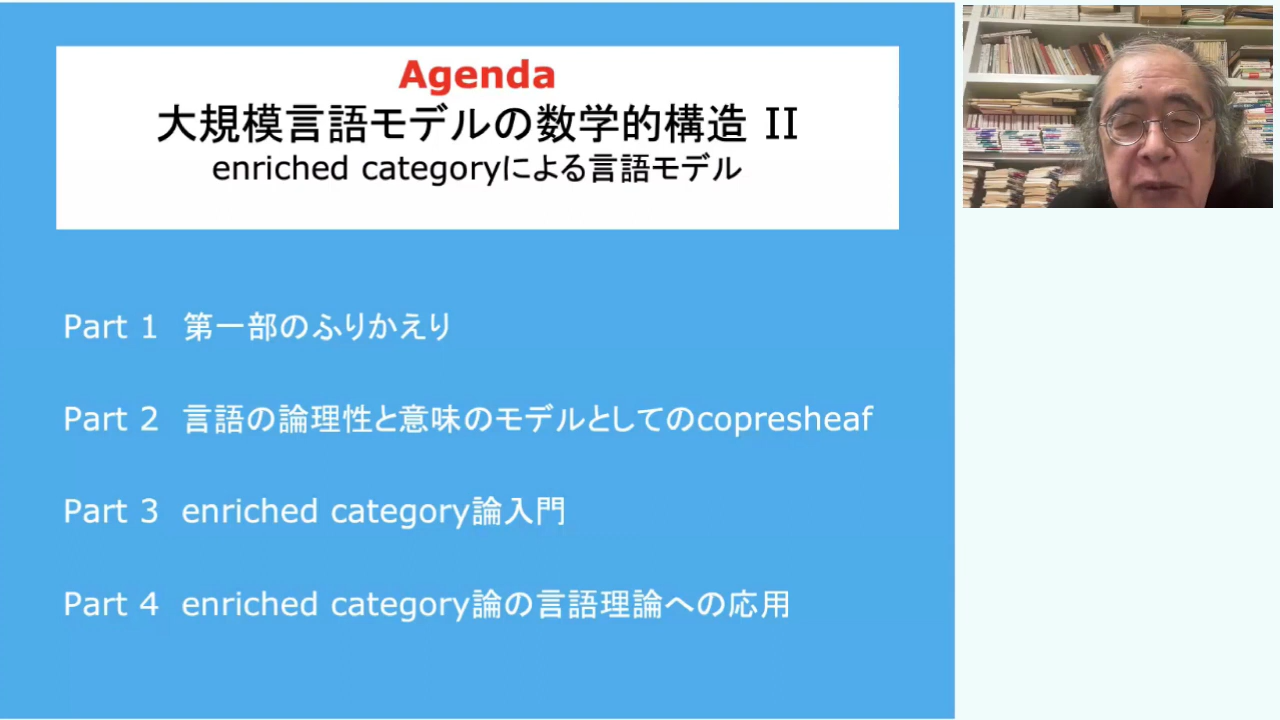 Agenda
大規模言語モデルの数学的構造 II
enriched categoryによる言語モデル
Part 1 第一部のふりかえり
Part 2 言語の論理性と意味のモデルとしてのcopresheaf
Part 3 enriched category論入門
Part 4 enriched category論の言語理論への応用